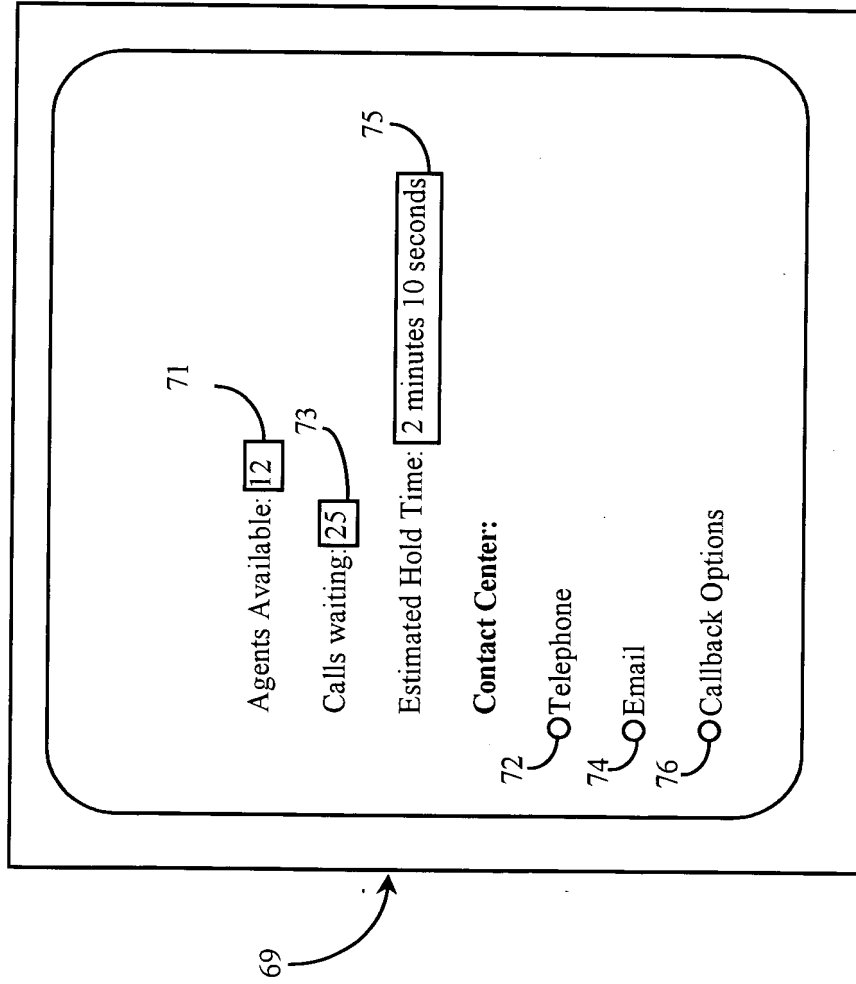 71
Agents Available: 12
73
Calls waiting: 25
75
Estimated Hold Time: 2 minutes 10 seconds
Contact Center:
72
Telephone
74
Email
76
Callback Options
69